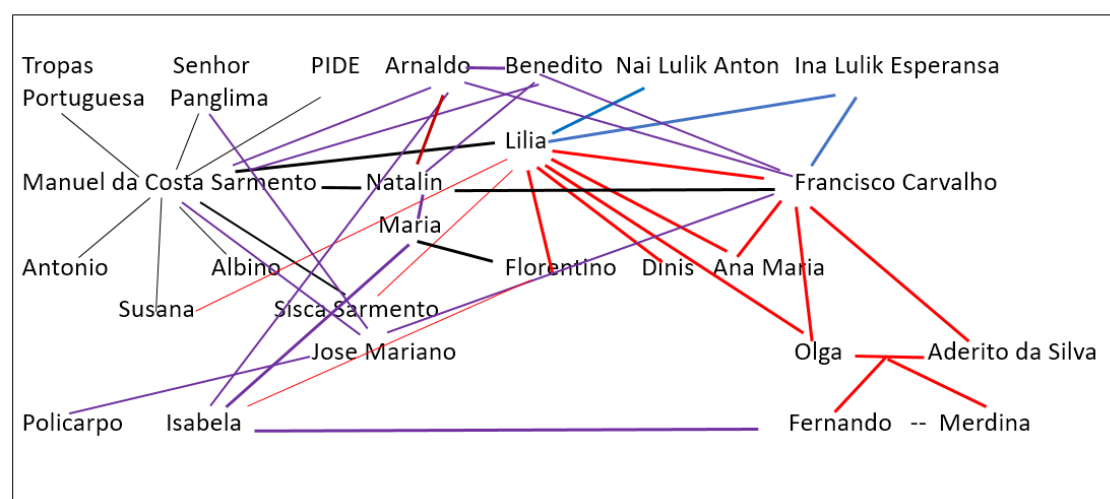 Tropas Senhor PIDE Arnaldo Benedito Nai Lulik Anton Ina Lulik Esperansa
Portuguesa Panglima
Lilia
Manuel da Costa Sarmento Natalin Francisco Carvalho
Maria
Antonio Albino Florentino Dinis Ana Maria
Susana Sisca Sarmento
Jose Mariano Olga Aderito da Silva
Policarpo Isabela Fernando -- Merdina